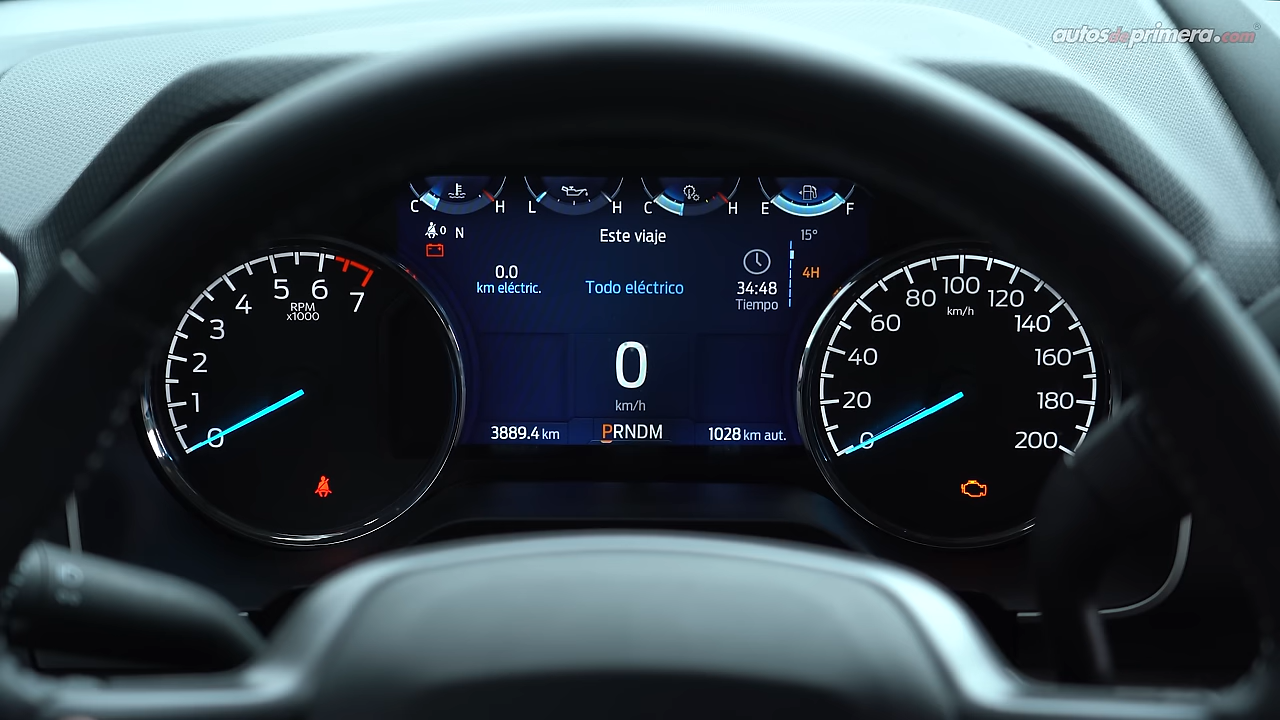 autosdeprimera.com
C H L H C H E F
0 N
Este viaje
15°
0.0
km eléctric.
Todo eléctrico
34:48
Tiempo
4H
0
km/h
3889.4 km
PRNDM
1028 km aut.
0 1 2 3 4 5 6 7
RPM
x1000
0 20 40 60 80 100 120 140 160 180 200
km/h